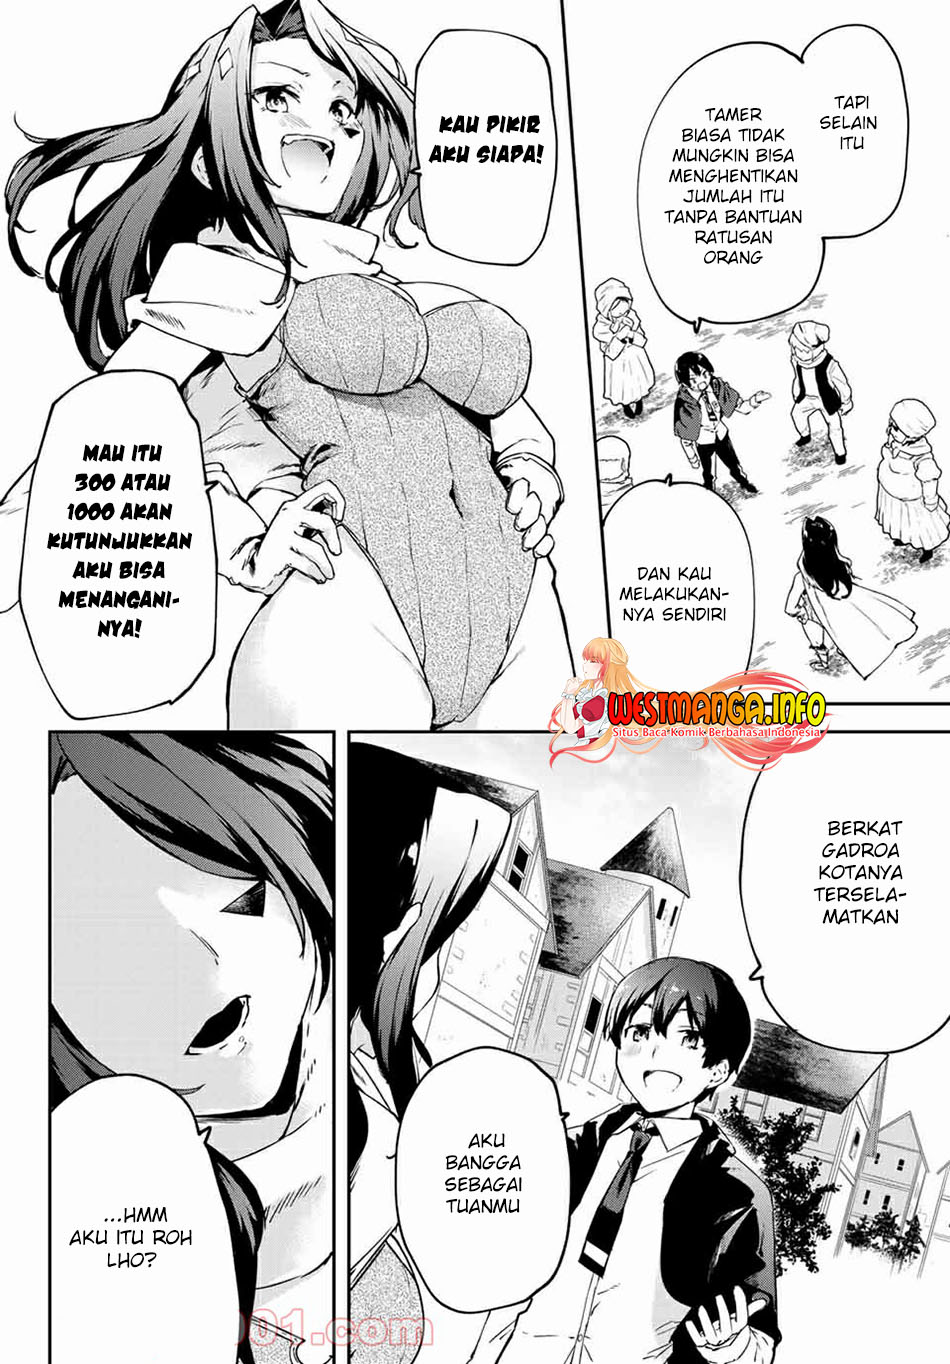 TAPI
SELAIN
ITU
TAMER
BIASA TIDAK
MUNGKIN BISA
MENGHENTIKAN
JUMLAH ITU
TANPA BANTUAN
RATUSAN
ORANG
DAN KAU
MELAKUKAN-
NYA SENDIRI
KAU PIKIR
AKU SIAPA!
MAU ITU
300 ATAU
1000 AKAN
KUTUNJUKKAN
AKU BISA
MENANGANI-
NYA!
WESTMANGA.INFO
Situs Baca Komik Berbahasa Indonesia
BERKAT
GADROA
KOTANYA
TERSELA-
MATKAN
AKU
BANGGA
SEBAGAI
TUANMU
...HMM
AKU ITU ROH
LHO?
01.com